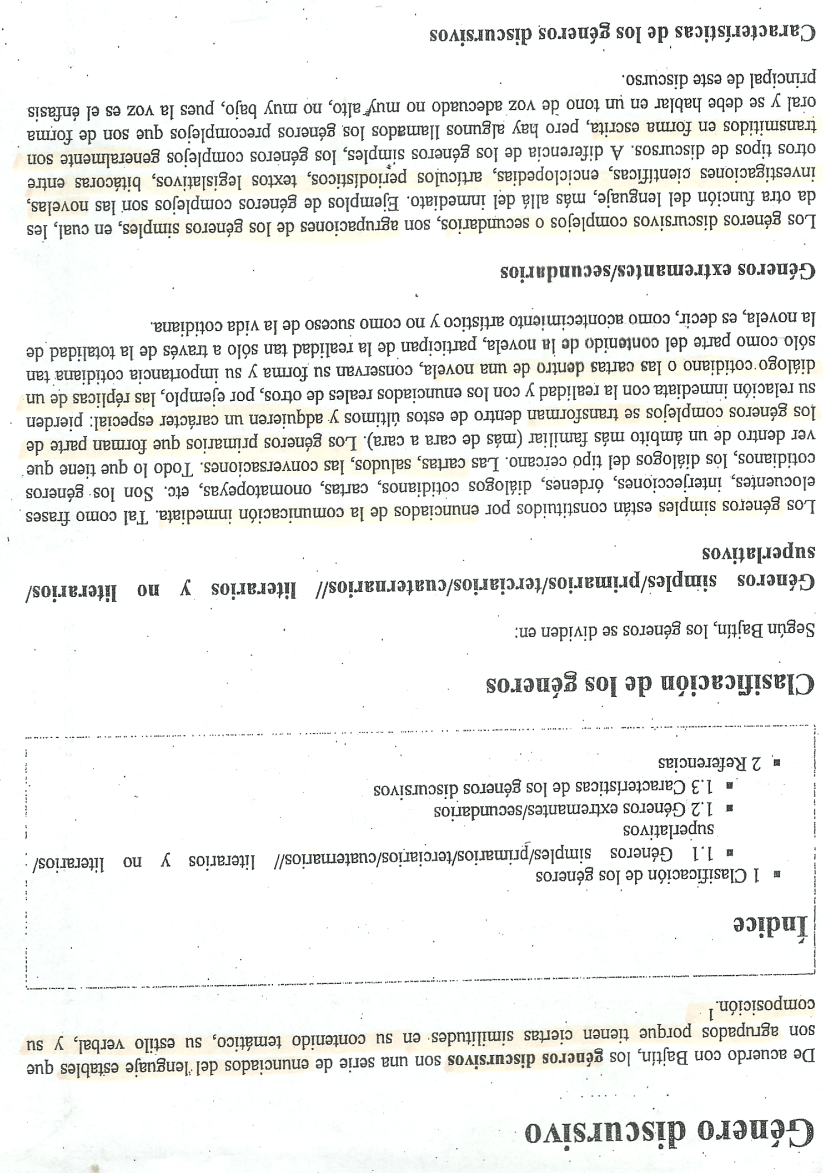 Género discursivo
De acuerdo con Bajtín, los géneros discursivos son una serie de enunciados del lenguaje estables que
son agrupados porque tienen ciertas similitudes en su contenido temático, su estilo verbal, y su
composición.1
Índice
▪ 1 Clasificación de los géneros
▪ 1.1 Géneros simples/primarios/terciarios/cuaternarios// literarios y no literarios/
superlativos
▪ 1.2 Géneros extremantes/secundarios
▪ 1.3 Características de los géneros discursivos
▪ 2 Referencias
Clasificación de los géneros
Según Bajtín, los géneros se dividen en:
Géneros simples/primarios/terciarios/cuaternarios// literarios y no literarios/
superlativos
Los géneros simples están constituidos por enunciados de la comunicación inmediata. Tal como frases
elocuentes, interjecciones, órdenes, diálogos cotidianos, cartas, onomatopeyas, etc. Son los géneros
cotidianos, los diálogos del tipo cercano. Las cartas, saludos, las conversaciones. Todo lo que tiene que
ver dentro de un ámbito más familiar (más de cara a cara). Los géneros primarios que forman parte de
los géneros complejos se transforman dentro de estos últimos y adquieren un carácter especial: pierden
su relación inmediata con la realidad y con los enunciados reales de otros, por ejemplo, las réplicas de un
diálogo cotidiano o las cartas dentro de una novela, conservan su forma y su importancia cotidiana tan
sólo como parte del contenido de la novela, participan de la realidad tan sólo a través de la totalidad de
la novela, es decir, como acontecimiento artístico y no como suceso de la vida cotidiana.
Géneros extremantes/secundarios
Los géneros discursivos complejos o secundarios, son agrupaciones de los géneros simples, en cual, les
da otra función del lenguaje, más allá del inmediato. Ejemplos de géneros complejos son las novelas,
investigaciones científicas, enciclopedias, artículos periodísticos, textos legislativos, bitácoras entre
otros tipos de discursos. A diferencia de los géneros simples, los géneros complejos generalmente son
transmitidos en forma escrita, pero hay algunos llamados los géneros precomplejos que son de forma
oral y se debe hablar en un tono de voz adecuado no muy alto, no muy bajo, pues la voz es el énfasis
principal de este discurso.
Características de los géneros discursivos